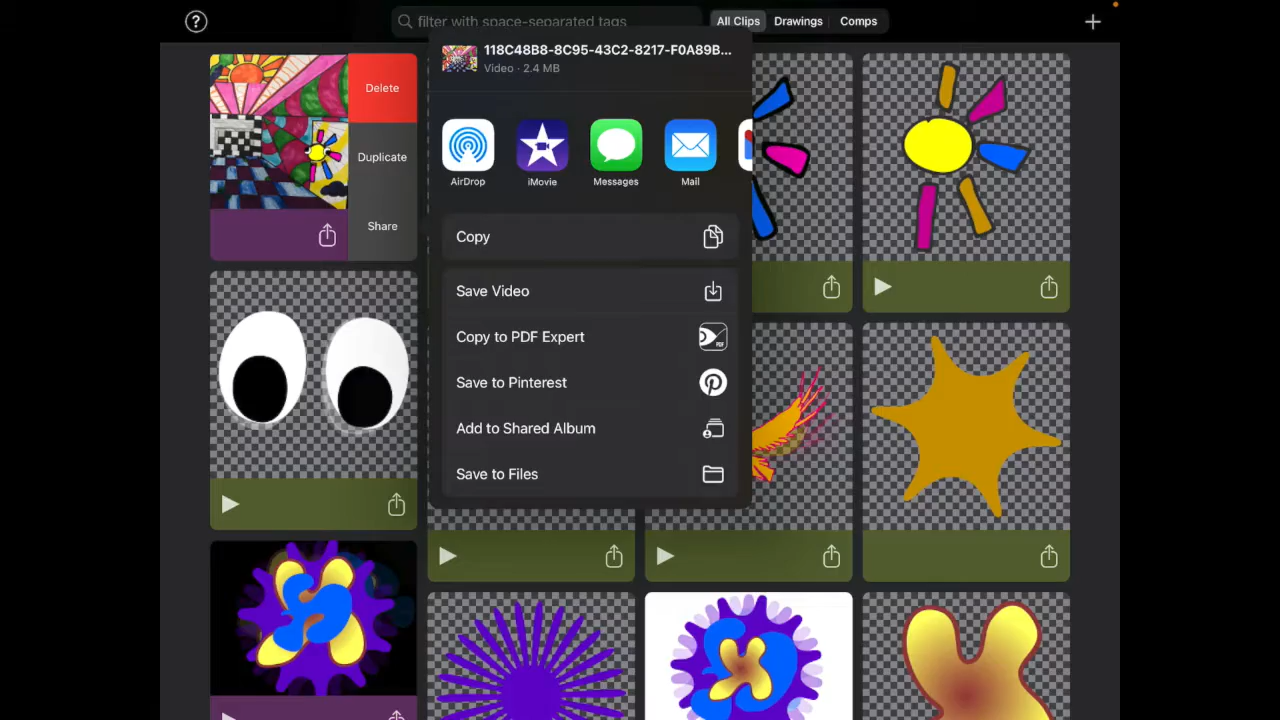 ?
filter with space-separated tags
All Clips
Drawings
Comps
118C48B8-8C95-43C2-8217-F0A89B...
Video · 2.4 MB
Delete
Duplicate
Share
AirDrop
iMovie
Messages
Mail
Copy
Save Video
Copy to PDF Expert
PDF
Save to Pinterest
Add to Shared Album
Save to Files